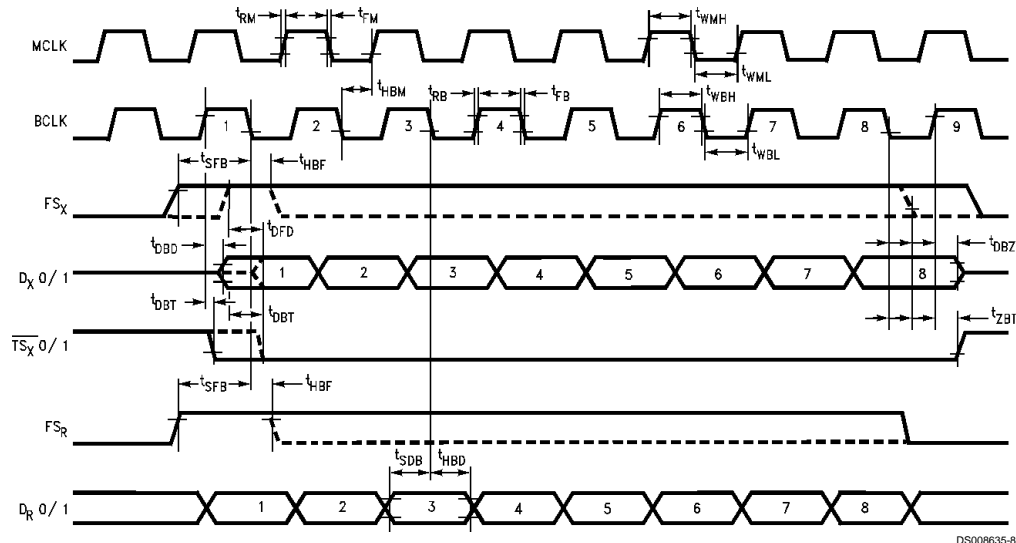 tRM tFM tWMH
MCLK
tWML
tHBM tRB tFB tWBH
BCLK 1 2 3 4 5 6 7 8 9
tSFB tHBF tWBL
FSX
tDBD tDFD tDBZ
DX 0/1 1 2 3 4 5 6 7 8
tDBT tDBT tZBT
TSX 0/1
tSFB tHBF
FSR
tSDB tHBD
DR 0/1 1 2 3 4 5 6 7 8
DS008635-8